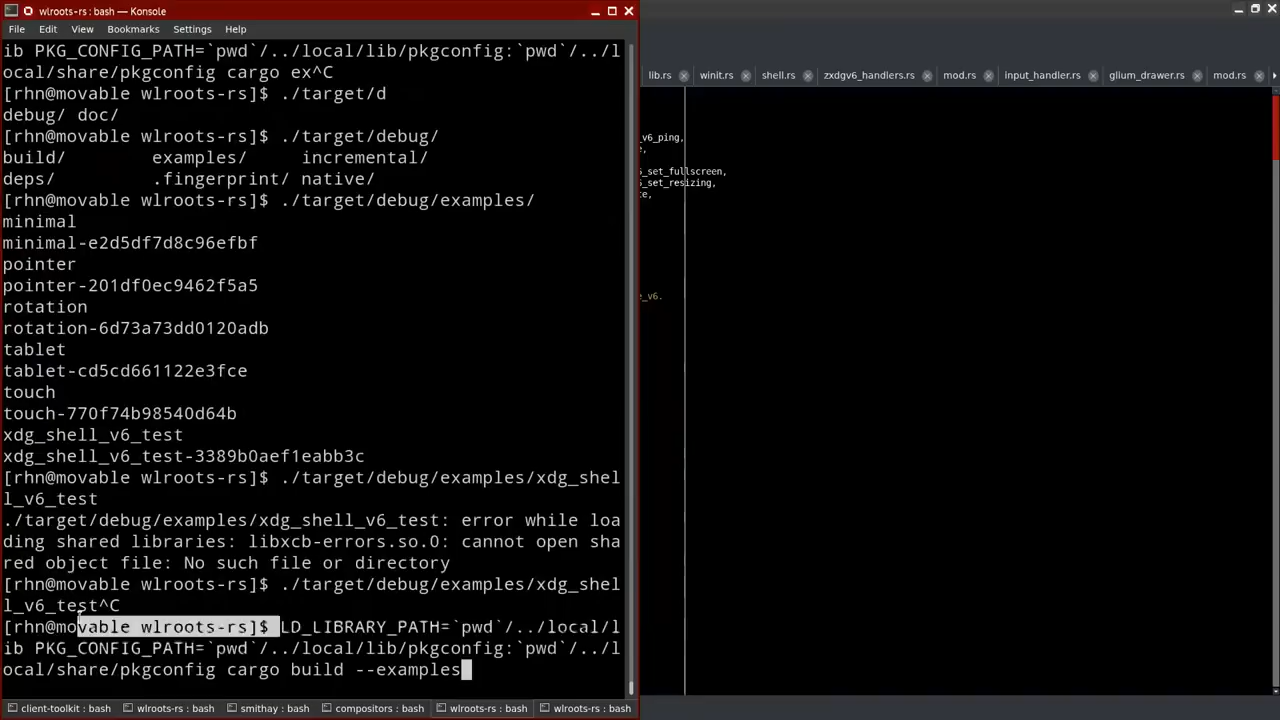 wlroots-rs : bash — Konsole
File Edit View Bookmarks Settings Help
ib PKG_CONFIG_PATH=`pwd`/../local/lib/pkgconfig:`pwd`/../l
ocal/share/pkgconfig cargo ex^C
[rhn@movable wlroots-rs]$ ./target/d
debug/ doc/
[rhn@movable wlroots-rs]$ ./target/debug/
build/ examples/ incremental/
deps/ .fingerprint/ native/
[rhn@movable wlroots-rs]$ ./target/debug/examples/
minimal
minimal-e2d5df7d8c96efbf
pointer
pointer-201df0ec9462f5a5
rotation
rotation-6d73a73dd0120adb
tablet
tablet-cd5cd661122e3fce
touch
touch-770f74b98540d64b
xdg_shell_v6_test
xdg_shell_v6_test-3389b0aef1eabb3c
[rhn@movable wlroots-rs]$ ./target/debug/examples/xdg_shel
l_v6_test
./target/debug/examples/xdg_shell_v6_test: error while loa
ding shared libraries: libxcb-errors.so.0: cannot open sha
red object file: No such file or directory
[rhn@movable wlroots-rs]$ ./target/debug/examples/xdg_shel
l_v6_test^C
[rhn@movable wlroots-rs]$ LD_LIBRARY_PATH=`pwd`/../local/l
ib PKG_CONFIG_PATH=`pwd`/../local/lib/pkgconfig:`pwd`/../l
ocal/share/pkgconfig cargo build --examples
client-toolkit : bash wlroots-rs : bash smithay : bash compositors : bash wlroots-rs : bash wlroots-rs : bash
lib.rs winit.rs shell.rs zxdgv6_handlers.rs mod.rs input_handler.rs glium_drawer.rs mod.rs
_v6_ping,
e,
6_set_fullscreen,
6_set_resizing,
te,
e_v6.